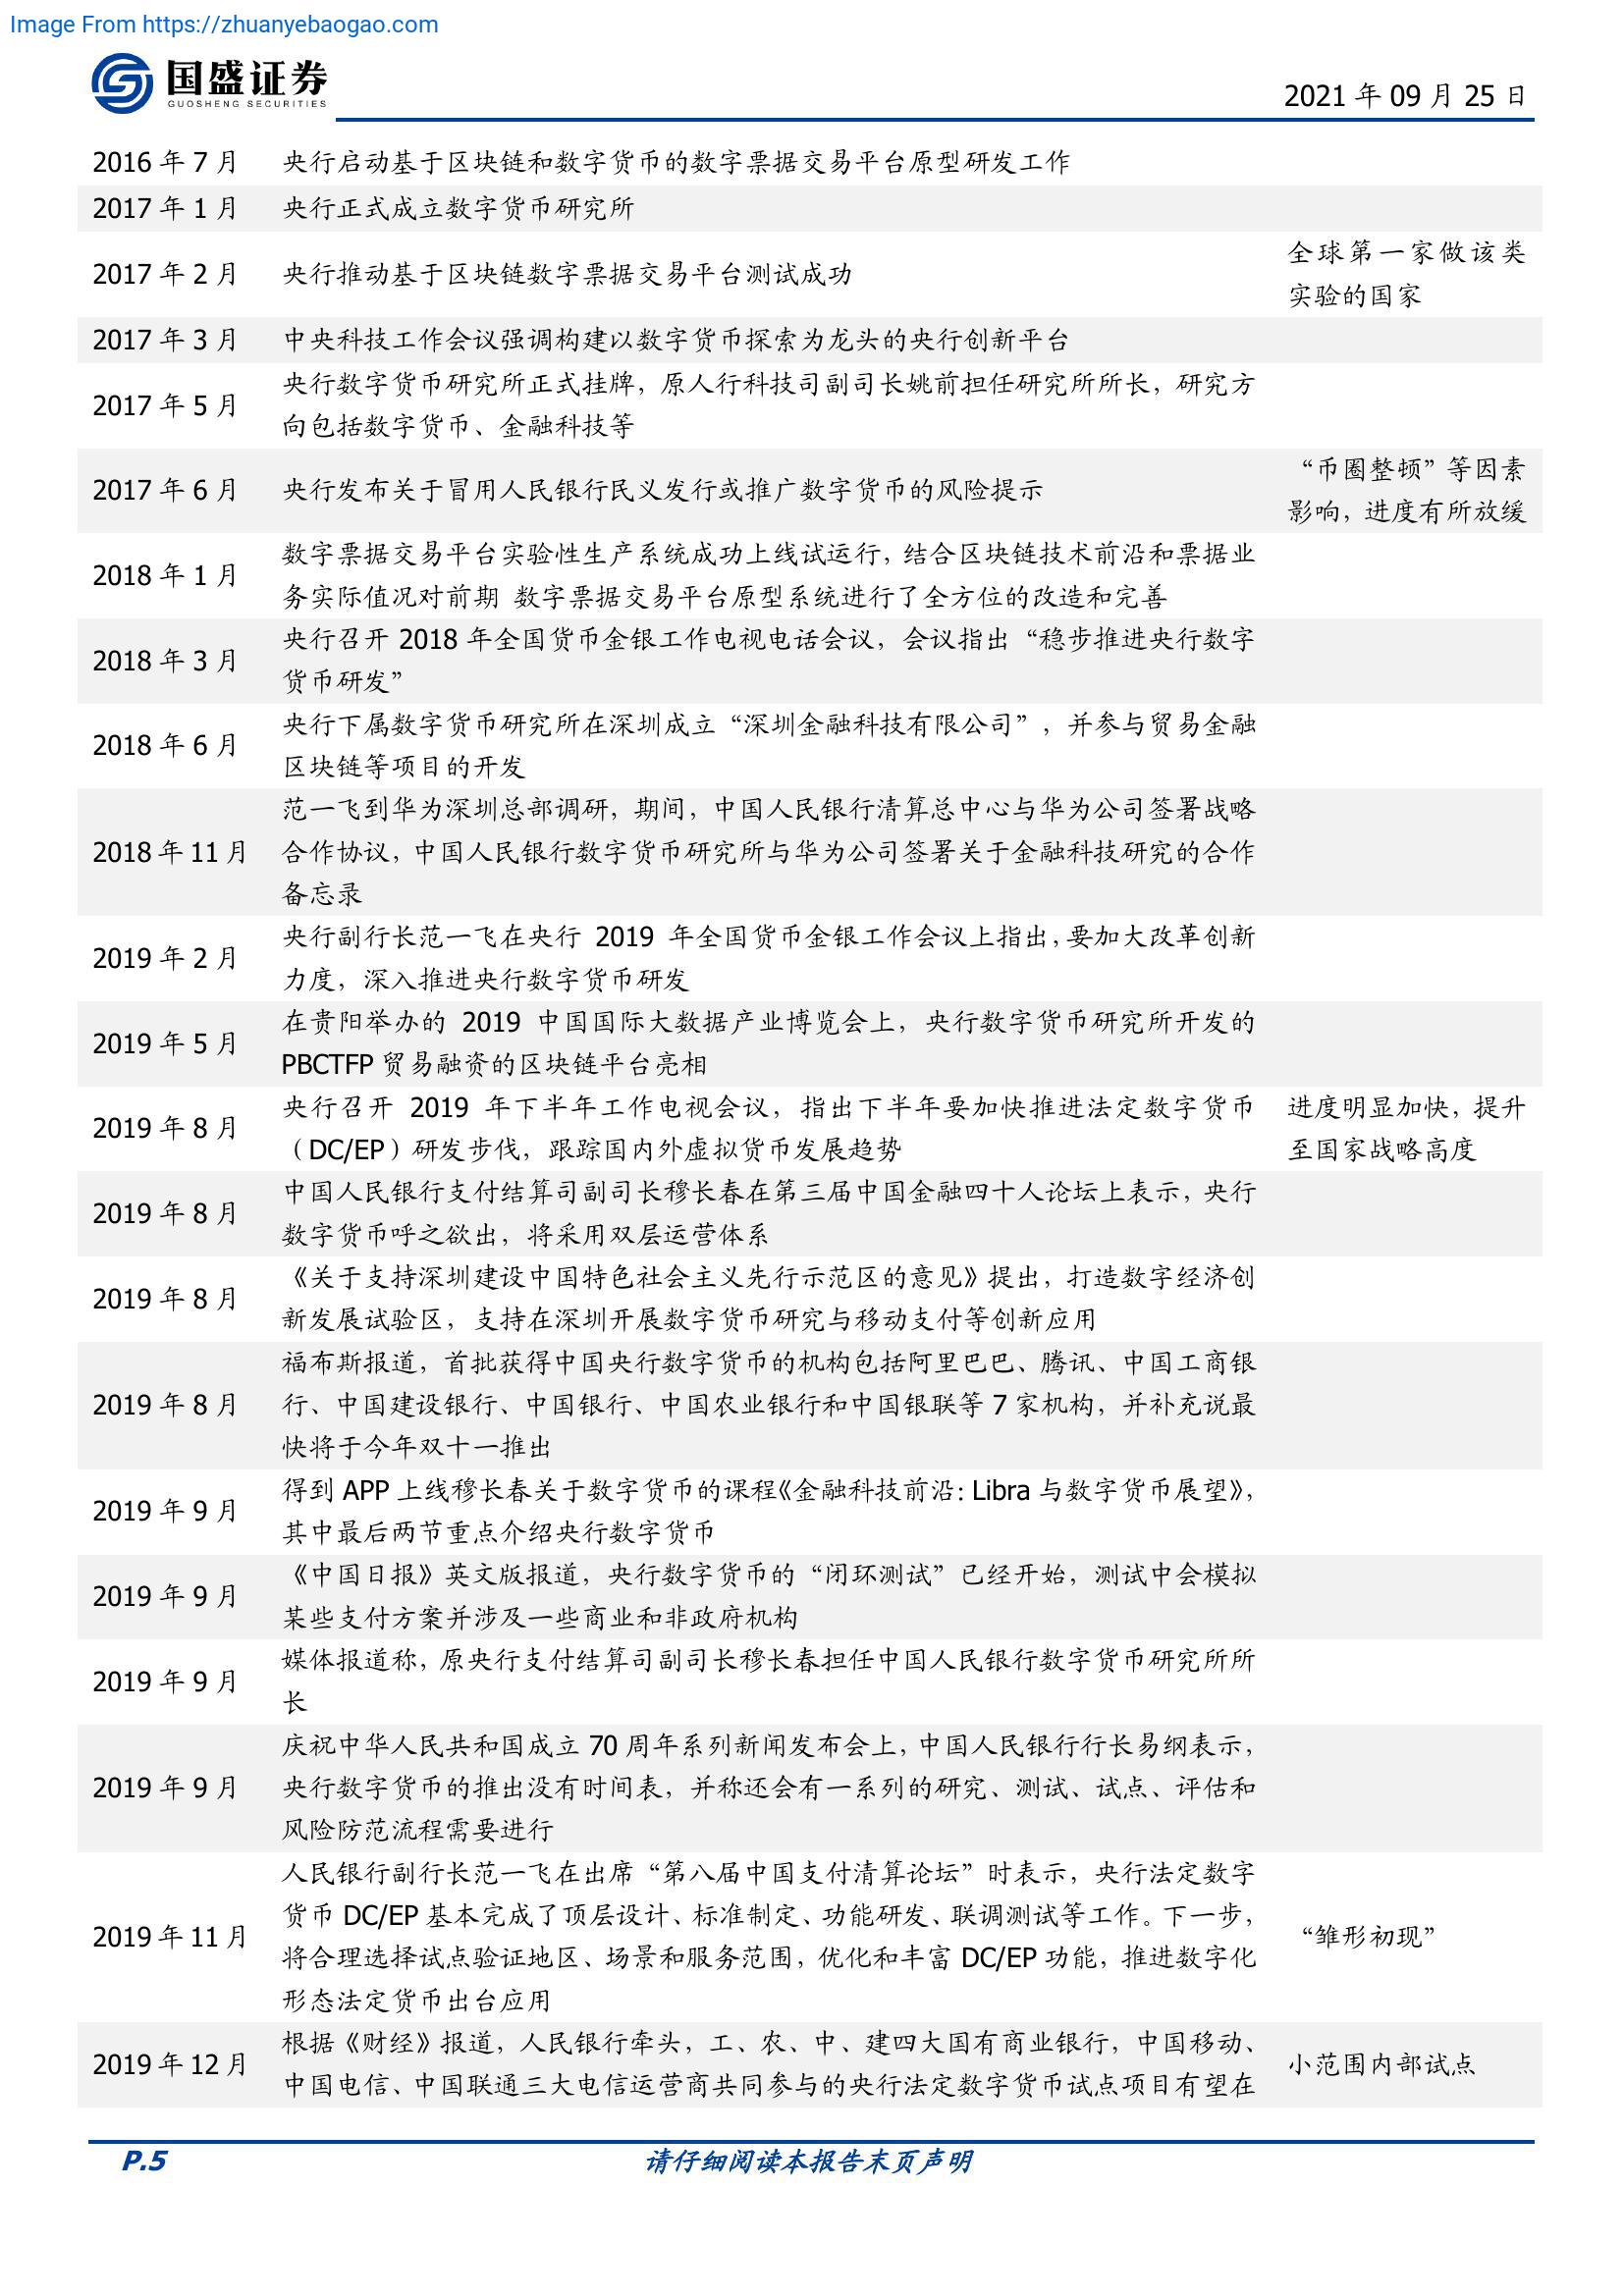 Image From https://zhuanyebaogao.com
国盛证券
GUOSHENG SECURITIES
2021 年 09 月 25 日
2016 年 7 月 央行启动基于区块链和数字货币的数字票据交易平台原型研发工作
2017 年 1 月 央行正式成立数字货币研究所
2017 年 2 月 央行推动基于区块链数字票据交易平台测试成功
全球第一家做该类
实验的国家
2017 年 3 月 中央科技工作会议强调构建以数字货币探索为龙头的央行创新平台
2017 年 5 月
央行数字货币研究所正式挂牌，原人行科技司副司长姚前担任研究所所长，研究方
向包括数字货币、金融科技等
2017 年 6 月 央行发布关于冒用人民银行民义发行或推广数字货币的风险提示
“币圈整顿”等因素
影响，进度有所放缓
2018 年 1 月
数字票据交易平台实验性生产系统成功上线试运行，结合区块链技术前沿和票据业
务实际值况对前期 数字票据交易平台原型系统进行了全方位的改造和完善
2018 年 3 月
央行召开 2018 年全国货币金银工作电视电话会议，会议指出“稳步推进央行数字
货币研发”
2018 年 6 月
央行下属数字货币研究所在深圳成立“深圳金融科技有限公司”，并参与贸易金融
区块链等项目的开发
2018 年 11 月
范一飞到华为深圳总部调研，期间，中国人民银行清算总中心与华为公司签署战略
合作协议，中国人民银行数字货币研究所与华为公司签署关于金融科技研究的合作
备忘录
2019 年 2 月
央行副行长范一飞在央行 2019 年全国货币金银工作会议上指出，要加大改革创新
力度，深入推进央行数字货币研发
2019 年 5 月
在贵阳举办的 2019 中国国际大数据产业博览会上，央行数字货币研究所开发的
PBCTFP 贸易融资的区块链平台亮相
2019 年 8 月
央行召开 2019 年下半年工作电视会议，指出下半年要加快推进法定数字货币
（DC/EP）研发步伐，跟踪国内外虚拟货币发展趋势
进度明显加快，提升
至国家战略高度
2019 年 8 月
中国人民银行支付结算司副司长穆长春在第三届中国金融四十人论坛上表示，央行
数字货币呼之欲出，将采用双层运营体系
2019 年 8 月
《关于支持深圳建设中国特色社会主义先行示范区的意见》提出，打造数字经济创
新发展试验区，支持在深圳开展数字货币研究与移动支付等创新应用
2019 年 8 月
福布斯报道，首批获得中国央行数字货币的机构包括阿里巴巴、腾讯、中国工商银
行、中国建设银行、中国银行、中国农业银行和中国银联等 7 家机构，并补充说最
快将于今年双十一推出
2019 年 9 月
得到 APP 上线穆长春关于数字货币的课程《金融科技前沿：Libra 与数字货币展望》，
其中最后两节重点介绍央行数字货币
2019 年 9 月
《中国日报》英文版报道，央行数字货币的“闭环测试”已经开始，测试中会模拟
某些支付方案并涉及一些商业和非政府机构
2019 年 9 月
媒体报道称，原央行支付结算司副司长穆长春担任中国人民银行数字货币研究所所
长
2019 年 9 月
庆祝中华人民共和国成立 70 周年系列新闻发布会上，中国人民银行行长易纲表示，
央行数字货币的推出没有时间表，并称还会有一系列的研究、测试、试点、评估和
风险防范流程需要进行
2019 年 11 月
人民银行副行长范一飞在出席“第八届中国支付清算论坛”时表示，央行法定数字
货币 DC/EP 基本完成了顶层设计、标准制定、功能研发、联调测试等工作。下一步，
将合理选择试点验证地区、场景和服务范围，优化和丰富 DC/EP 功能，推进数字化
形态法定货币出台应用
“雏形初现”
2019 年 12 月
根据《财经》报道，人民银行牵头，工、农、中、建四大国有商业银行，中国移动、
中国电信、中国联通三大电信运营商共同参与的央行法定数字货币试点项目有望在
小范围内部试点
P.5 请仔细阅读本报告末页声明